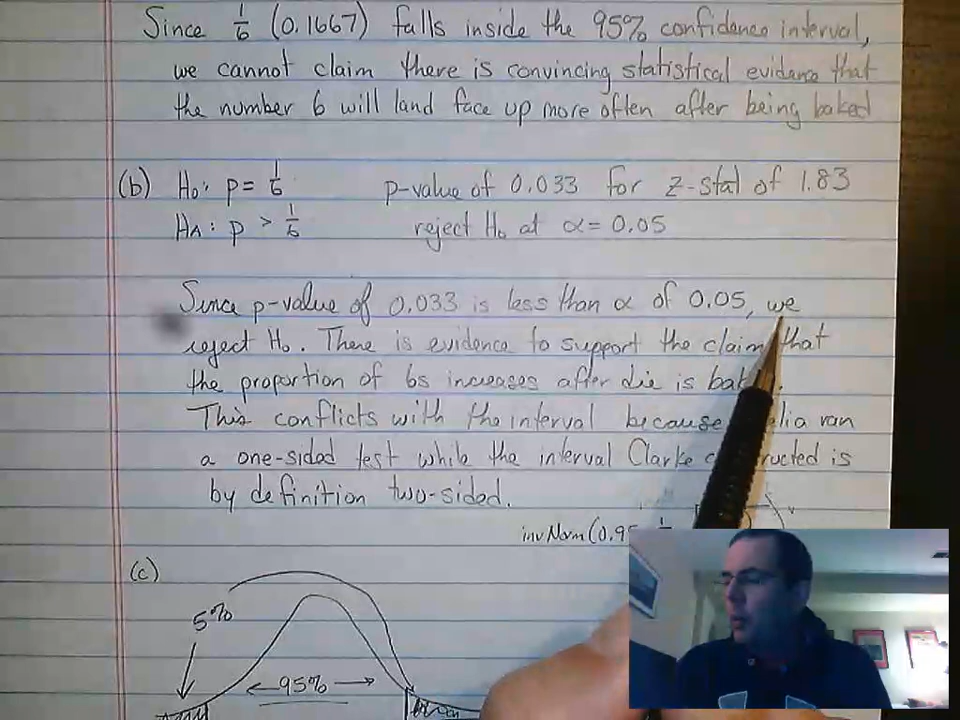 Since 1/6 (0.1667) falls inside the 95% confidence interval,
we cannot claim there is convincing statistical evidence that
the number 6 will land face up more often after being baked
(b) H₀: p = 1/6 p-value of 0.033 for z-stat of 1.83
Hᴀ: p > 1/6 reject H₀ at α = 0.05
Since p-value of 0.033 is less than α of 0.05, we
reject H₀. There is evidence to support the claim that
the proportion of 6s increases after die is
This conflicts with the interval because ran
a one-sided test while the interval Clarke is
by definition two-sided.
invNorm(0.95
(c)
5%
95%